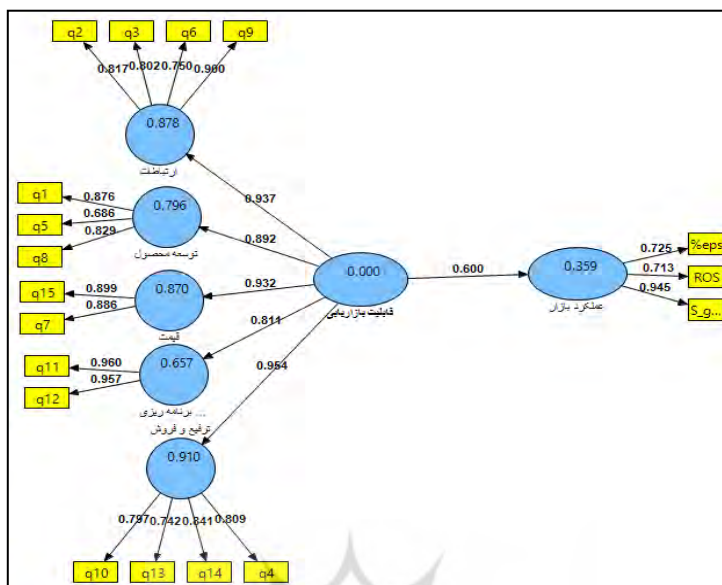 q2 q3 q6 q9
0.817 0.802 0.750 0.900
0.878
ارتباطات
0.937
q1 0.876
q5 0.686
q8 0.829
0.796
توسعه محصول
0.892
q15 0.899
q7 0.886
0.870
قیمت
0.932
0.000
قابلیت بازاریابی
0.600
0.359
عملکرد بازار
0.725 %eps
0.713 ROS
0.945 S_g...
q11 0.960
q12 0.957
0.657
برنامه ریزی ...
0.811
ترفیع و فروش
0.910
0.954
0.797 0.742 0.841 0.809
q10 q13 q14 q4